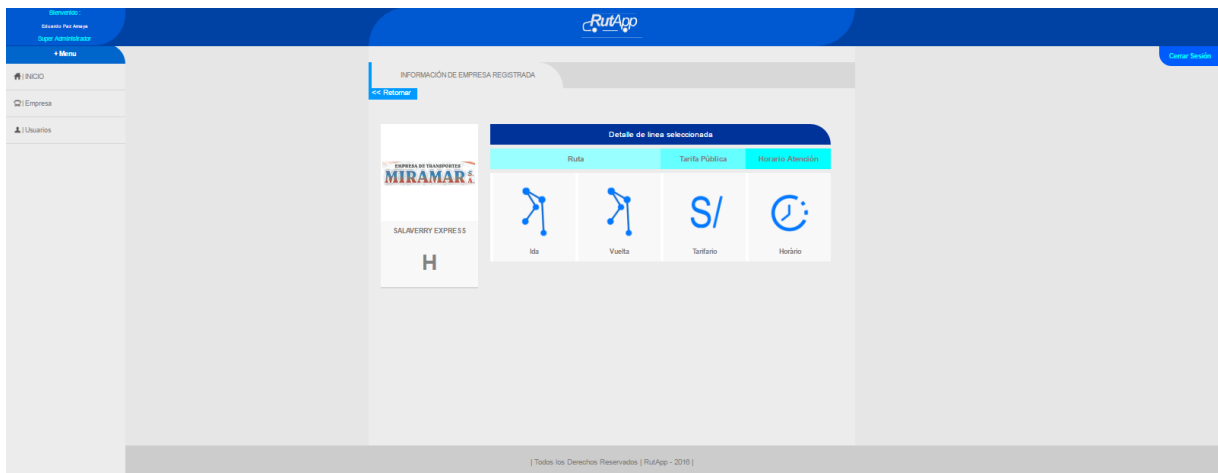 Bienvenido :
Eduardo Paz Amaya
Super Administrador
RutApp
+ Menu
Cerrar Sesión
| INICIO
| Empresa
| Usuarios
INFORMACIÓN DE EMPRESA REGISTRADA
<< Retornar
Detalle de linea seleccionada
Ruta
Tarifa Pública
Horario Atención
EMPRESA DE TRANSPORTES
MIRAMAR S.A.
SALAVERRY EXPRESS
H
S/
Ida
Vuelta
Tarifario
Horário
| Todos los Derechos Reservados | RutApp - 2016 |